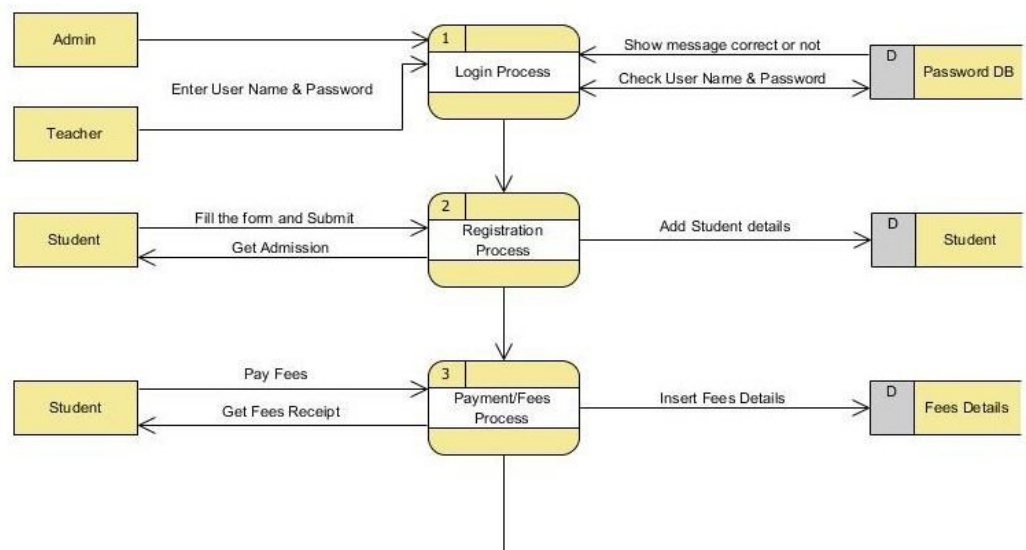 Admin
Enter User Name & Password
Teacher
1
Login Process
Show message correct or not
Check User Name & Password
D
Password DB
Student
Fill the form and Submit
Get Admission
2
Registration
Process
Add Student details
D
Student
Student
Pay Fees
Get Fees Receipt
3
Payment/Fees
Process
Insert Fees Details
D
Fees Details